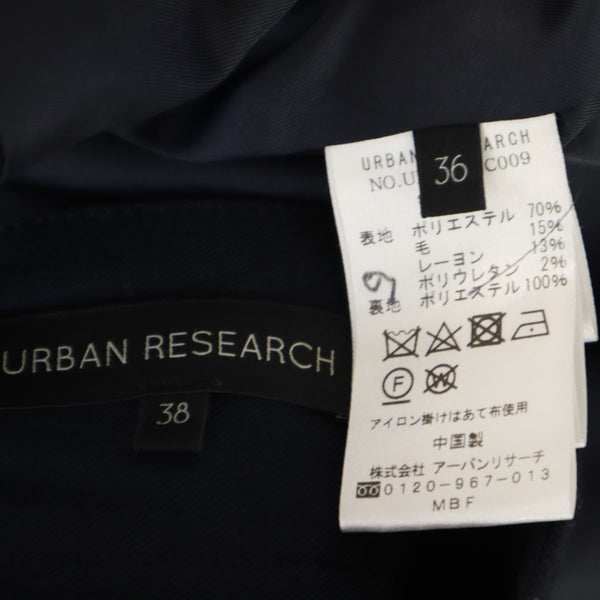 URBAN RESEARCH
38
36
ARCH
NO.U
C009
表地 ポリエステル 70%
毛 15%
レーヨン 13%
ポリウレタン 2%
裏地 ポリエステル 100%
F
W
アイロン掛けはあて布使用
中国製
株式会社 アーバンリサーチ
0120-967-013
MBF